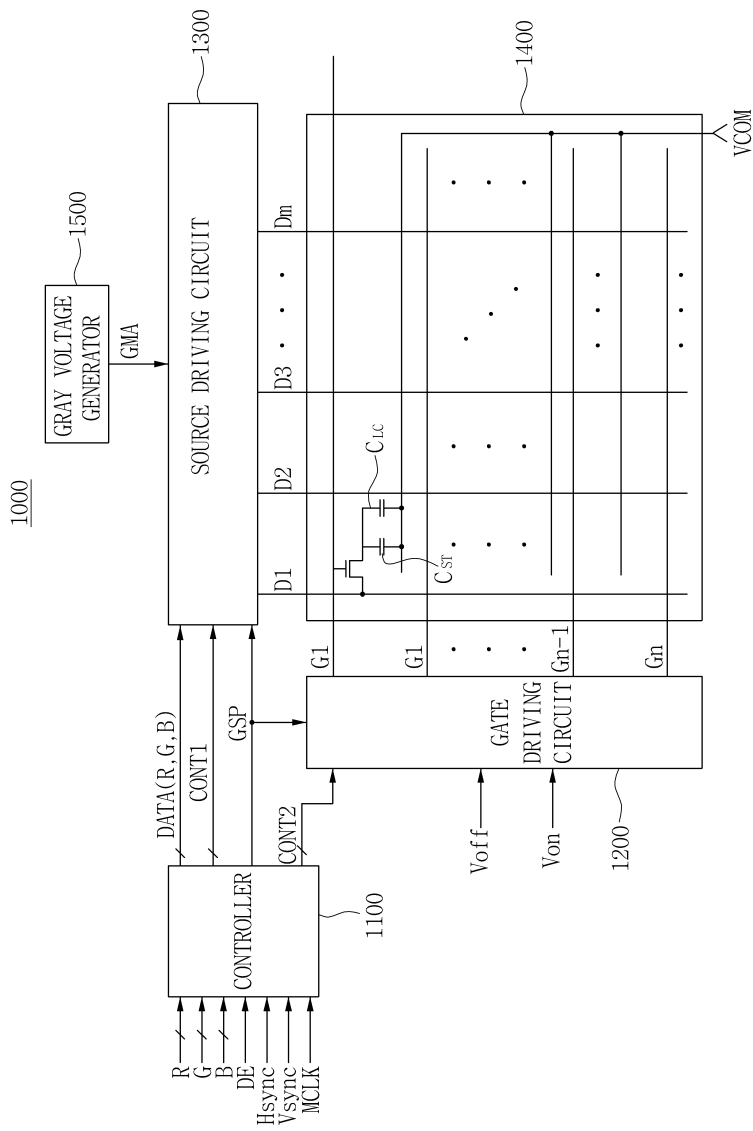 1000
GRAY VOLTAGE
GENERATOR
1500
GMA
SOURCE DRIVING CIRCUIT
1300
R
G
B
DE
Hsync
Vsync
MCLK
CONTROLLER
1100
DATA(R,G,B)
CONT1
GSP
CONT2
D1
D2
D3
Dm
G1
G1
Gn-1
Gn
CST
CLC
1400
GATE
DRIVING
CIRCUIT
Voff
Von
1200
VCOM